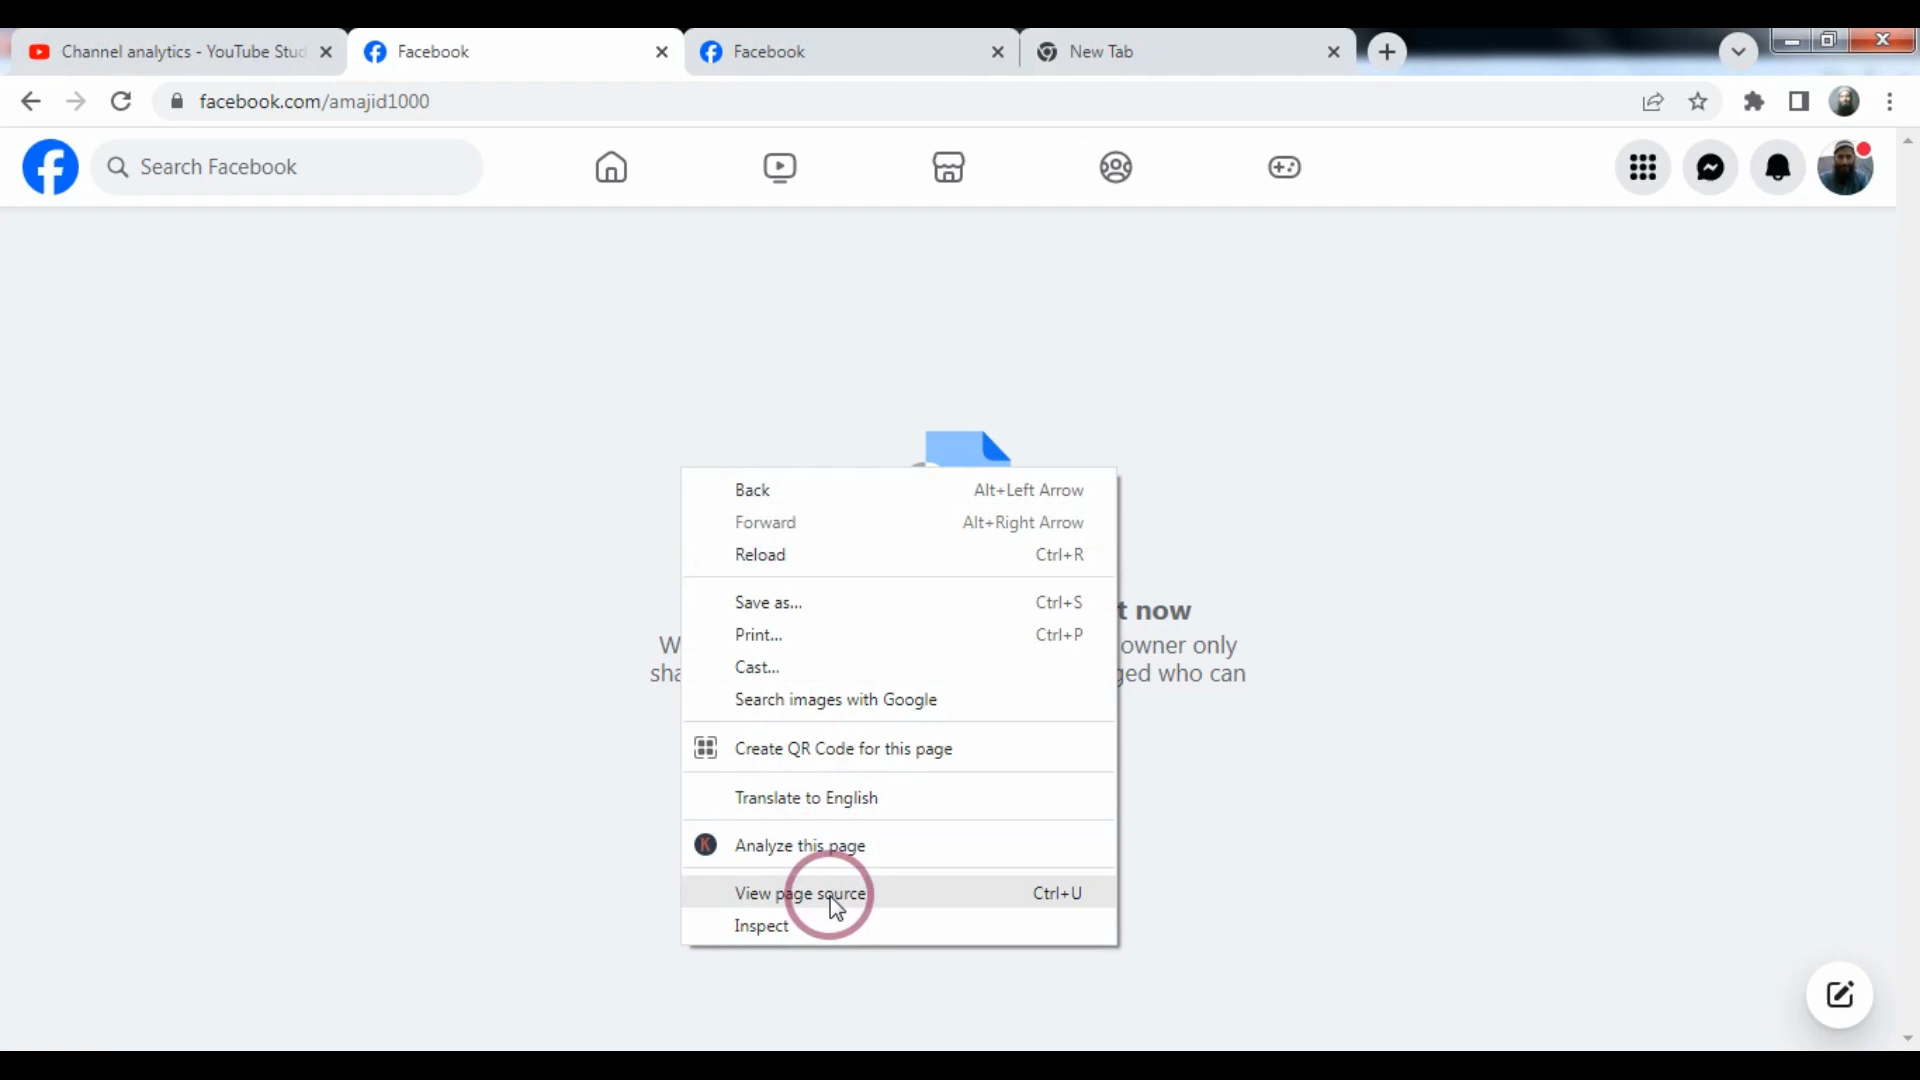 Channel analytics - YouTube Stud
Facebook
Facebook
New Tab
facebook.com/amajid1000
Search Facebook
Back Alt+Left Arrow
Forward Alt+Right Arrow
Reload Ctrl+R
Save as... Ctrl+S
t now
Print... Ctrl+P
W
owner only
Cast...
sha
ged who can
Search images with Google
Create QR Code for this page
Translate to English
K Analyze this page
View page source Ctrl+U
Inspect